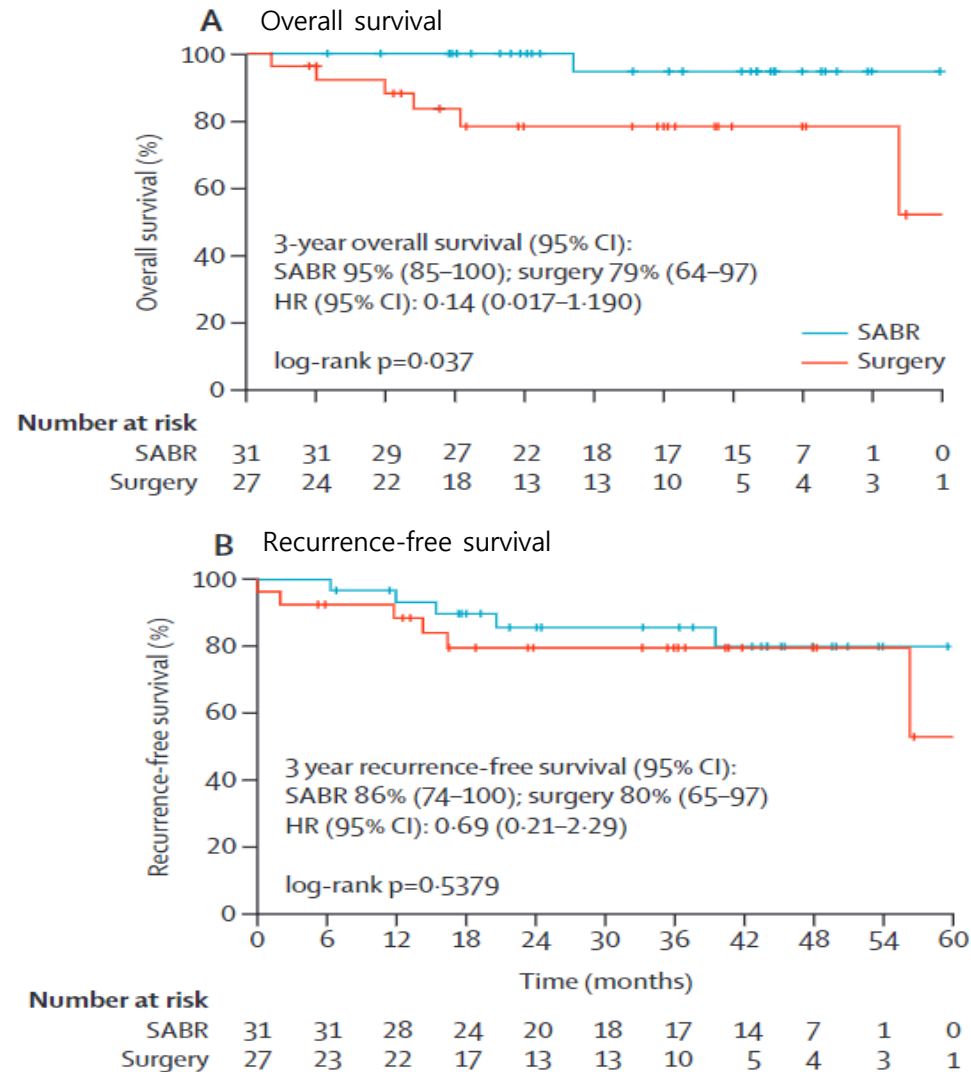 A Overall survival
Overall survival (%)
100
80
60
40
20
0
3-year overall survival (95% CI):
SABR 95% (85–100); surgery 79% (64–97)
HR (95% CI): 0·14 (0·017–1·190)
log-rank p=0·037
SABR
Surgery
Number at risk
SABR 31 31 29 27 22 18 17 15 7 1 0
Surgery 27 24 22 18 13 13 10 5 4 3 1
B Recurrence-free survival
Recurrence-free survival (%)
100
80
60
40
20
0
3 year recurrence-free survival (95% CI):
SABR 86% (74–100); surgery 80% (65–97)
HR (95% CI): 0·69 (0·21–2·29)
log-rank p=0·5379
0 6 12 18 24 30 36 42 48 54 60
Time (months)
Number at risk
SABR 31 31 28 24 20 18 17 14 7 1 0
Surgery 27 23 22 17 13 13 10 5 4 3 1